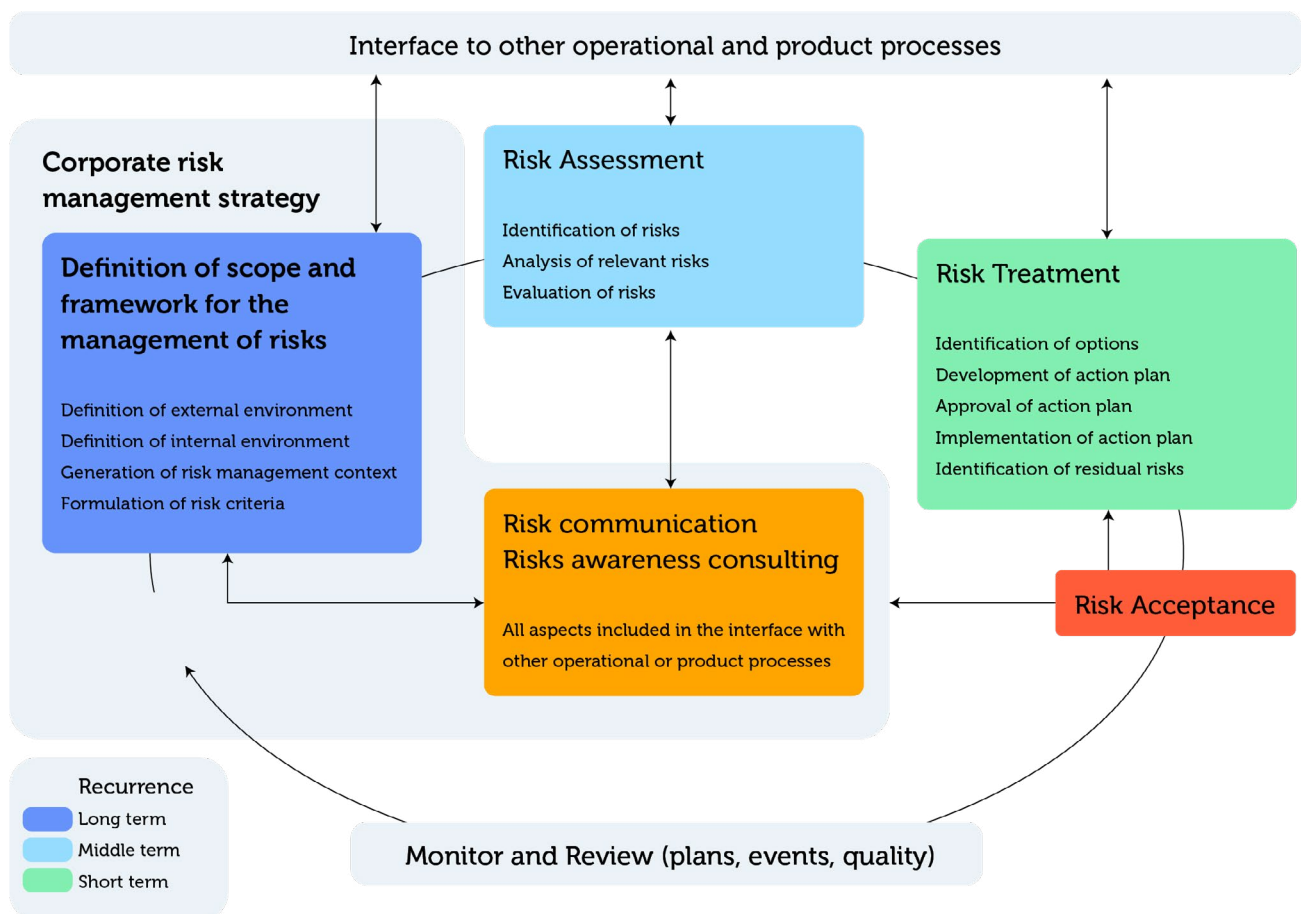 Interface to other operational and product processes
Corporate risk
management strategy
Definition of scope and
framework for the
management of risks
Definition of external environment
Definition of internal environment
Generation of risk management context
Formulation of risk criteria
Risk Assessment
Identification of risks
Analysis of relevant risks
Evaluation of risks
Risk Treatment
Identification of options
Development of action plan
Approval of action plan
Implementation of action plan
Identification of residual risks
Risk communication
Risks awareness consulting
All aspects included in the interface with
other operational or product processes
Risk Acceptance
Recurrence
Long term
Middle term
Short term
Monitor and Review (plans, events, quality)